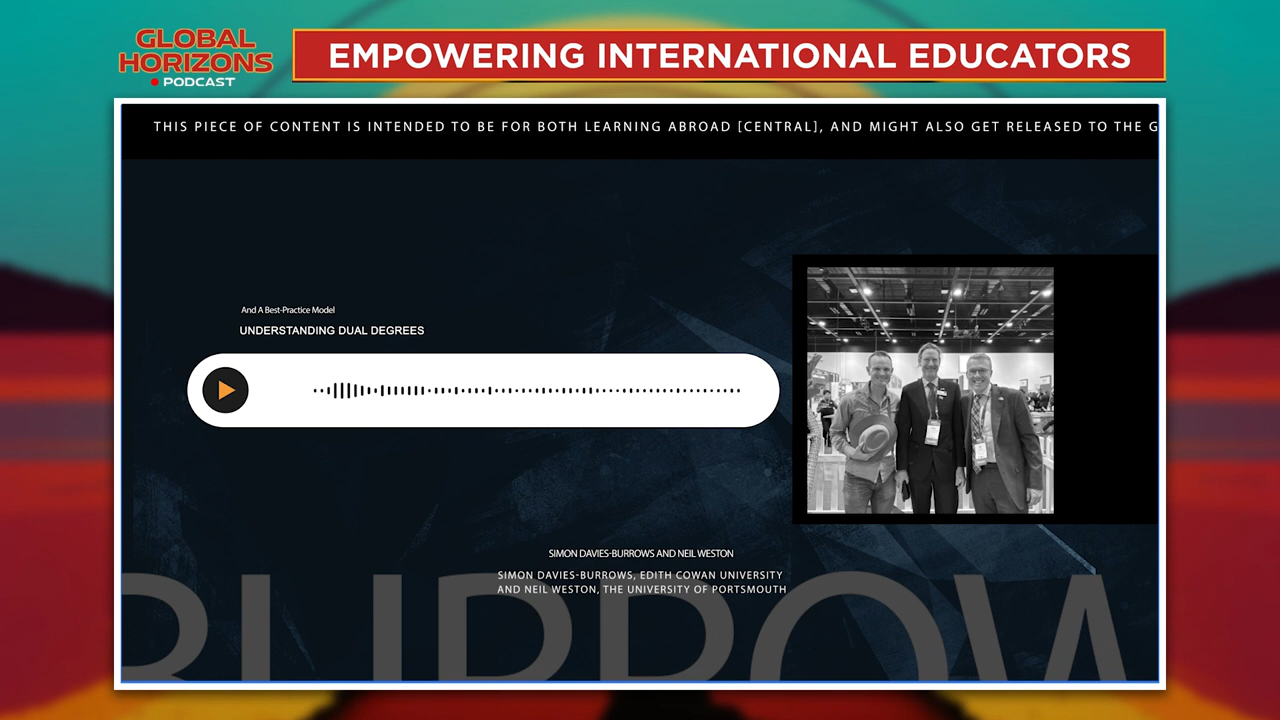 GLOBAL
HORIZONS
PODCAST
EMPOWERING INTERNATIONAL EDUCATORS
THIS PIECE OF CONTENT IS INTENDED TO BE FOR BOTH LEARNING ABROAD [CENTRAL], AND MIGHT ALSO GET RELEASED TO THE G
And A Best-Practice Model
UNDERSTANDING DUAL DEGREES
SIMON DAVIES-BURROWS AND NEIL WESTON
SIMON DAVIES-BURROWS, EDITH COWAN UNIVERSITY
AND NEIL WESTON, THE UNIVERSITY OF PORTSMOUTH
BURROW